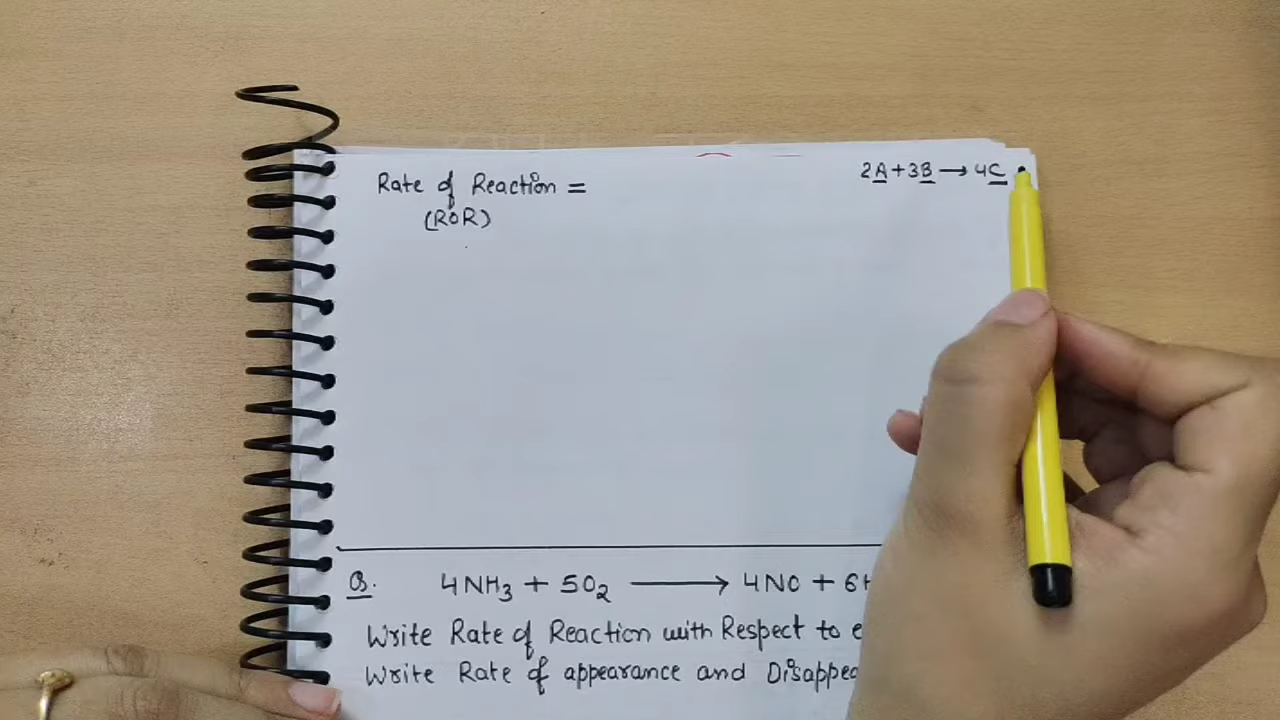 Rate of Reaction =
(ROR)
2A + 3B → 4C
Q. 4NH₃ + 5O₂ → 4NO + 6
Write Rate of Reaction with Respect to
Write Rate of appearance and